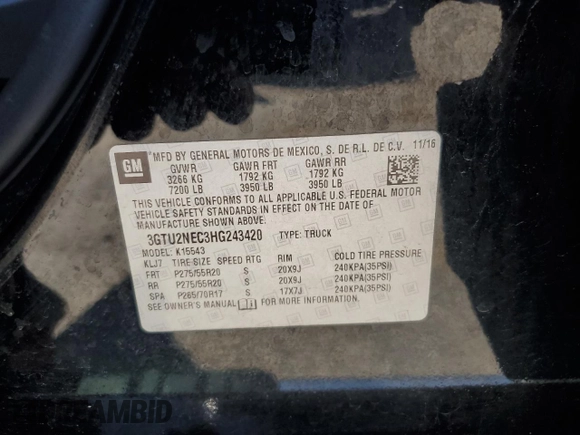 GM
MFD BY GENERAL MOTORS DE MEXICO, S. DE R.L. DE C.V. 11/16
GVWR GAWR FRT GAWR RR
3266 KG 1792 KG 1792 KG
7200 LB 3950 LB 3950 LB
THIS VEHICLE CONFORMS TO ALL APPLICABLE U.S. FEDERAL MOTOR
VEHICLE SAFETY STANDARDS IN EFFECT ON THE DATE OF
MANUFACTURE SHOWN ABOVE.
3GTU2NEC3HG243420 TYPE: TRUCK
MODEL: K15543
KLJ7 TIRE SIZE SPEED RTG RIM COLD TIRE PRESSURE
FRT P275/55R20 S 20X9J 240KPA(35PSI)
RR P275/55R20 S 20X9J 240KPA(35PSI)
SPA P265/70R17 S 17X7J 240KPA(35PSI)
SEE OWNER'S MANUAL FOR MORE INFORMATION.